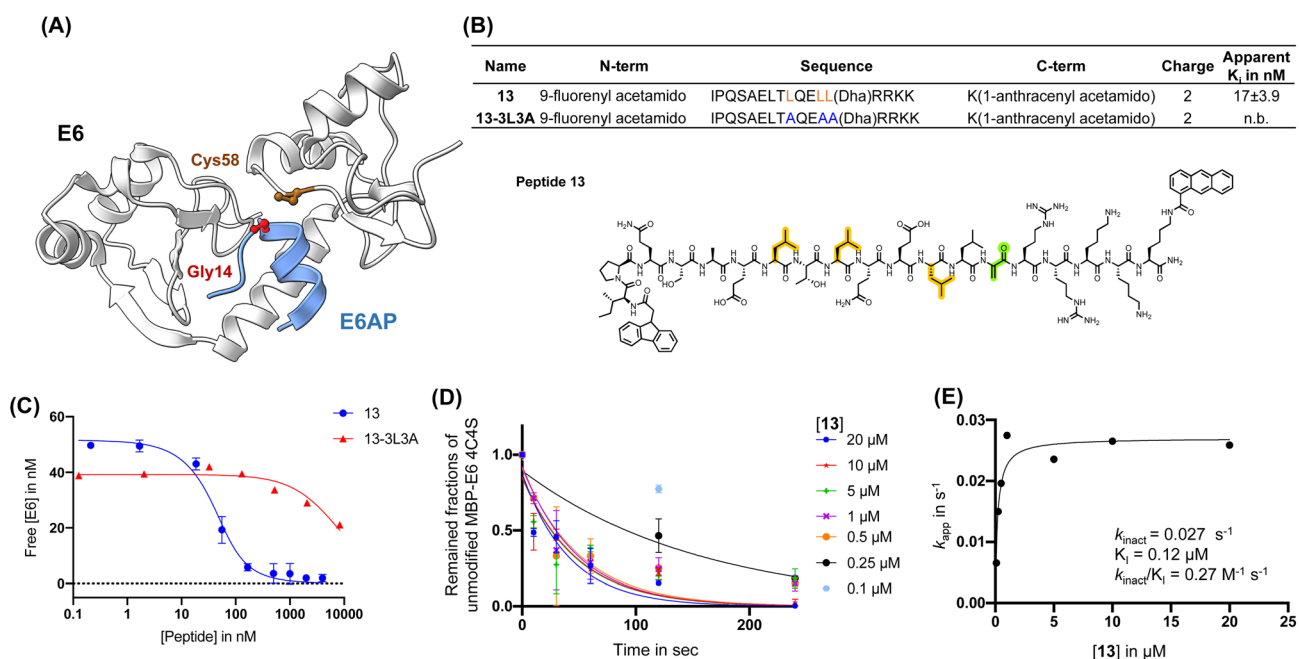 (A)
E6
Cys58
Gly14
E6AP
(B)
Name N-term Sequence C-term Charge Apparent Ki in nM
13 9-fluorenyl acetamido IPQSAELTLQELL(Dha)RRKK K(1-anthracenyl acetamido) 2 17±3.9
13-3L3A 9-fluorenyl acetamido IPQSAELTAQEAA(Dha)RRKK K(1-anthracenyl acetamido) 2 n.b.
Peptide 13
(C)
Free [E6] in nM
60
40
20
0
0.1 1 10 100 1000 10000
[Peptide] in nM
13
13-3L3A
(D)
Remained fractions of
unmodified MBP-E6 4C4S
1.0
0.5
0.0
0 200
Time in sec
[13]
20 µM
10 µM
5 µM
1 µM
0.5 µM
0.25 µM
0.1 µM
(E)
kapp in s-1
0.03
0.02
0.01
0.00
0 5 10 15 20 25
[13] in µM
kinact = 0.027 s-1
KI = 0.12 µM
kinact/KI = 0.27 M-1 s-1